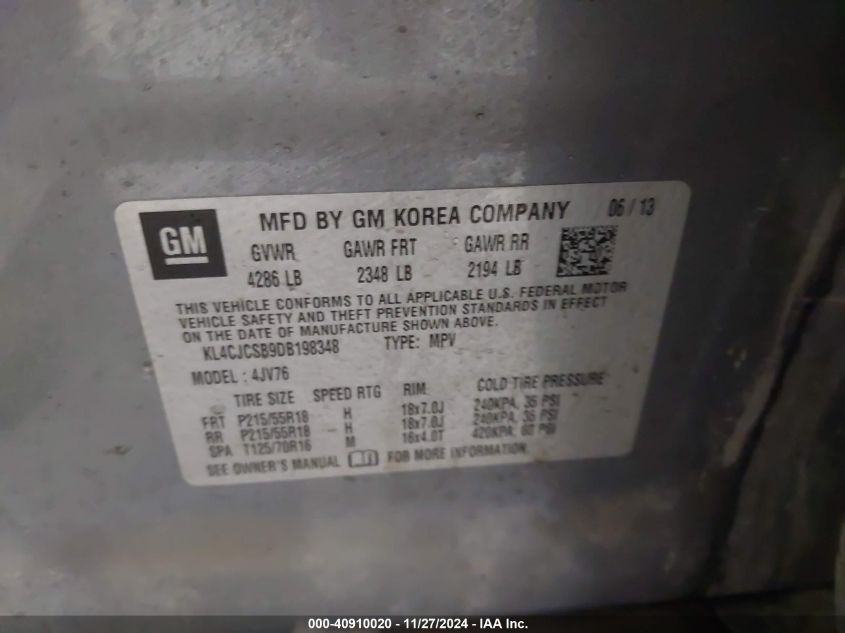 GM
MFD BY GM KOREA COMPANY 06 / 13
GVWR GAWR FRT GAWR RR
4286 LB 2348 LB 2194 LB
THIS VEHICLE CONFORMS TO ALL APPLICABLE U.S. FEDERAL MOTOR
VEHICLE SAFETY AND THEFT PREVENTION STANDARDS IN EFFECT
ON THE DATE OF MANUFACTURE SHOWN ABOVE.
KL4CJCSB9DB198348 TYPE: MPV
MODEL : 4JV76
TIRE SIZE SPEED RTG RIM COLD TIRE PRESSURE
FRT P215/55R18 H 18x7.0J 240KPA, 35 PSI
RR P215/55R18 H 18x7.0J 240KPA, 35 PSI
SPA T125/70R16 M 16x4.0T 420KPA, 60 PSI
SEE OWNER'S MANUAL FOR MORE INFORMATION.
000-40910020 - 11/27/2024 - IAA Inc.